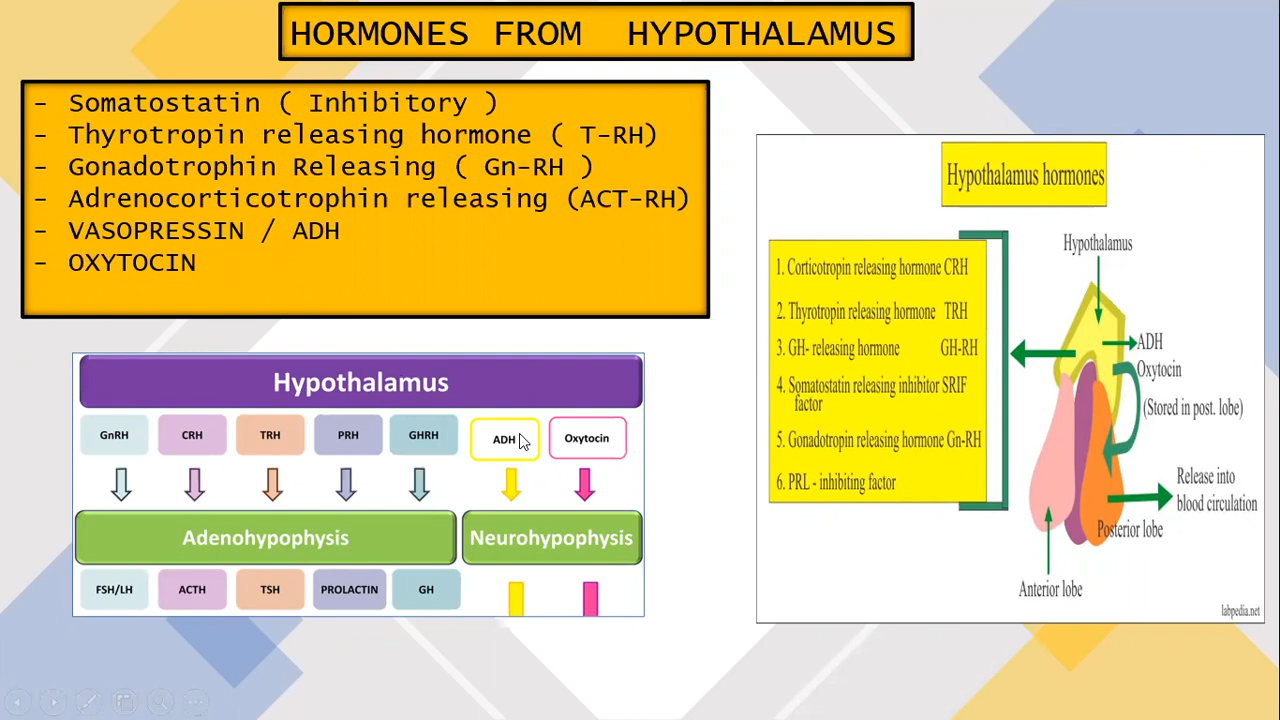 HORMONES FROM HYPOTHALAMUS
- Somatostatin ( Inhibitory )
- Thyrotropin releasing hormone ( T-RH)
- Gonadotrophin Releasing ( Gn-RH )
- Adrenocorticotrophin releasing (ACT-RH)
- VASOPRESSIN / ADH
- OXYTOCIN
Hypothalamus
GnRH CRH TRH PRH GHRH ADH Oxytocin
Adenohypophysis Neurohypophysis
FSH/LH ACTH TSH PROLACTIN GH
Hypothalamus hormones
Hypothalamus
1. Corticotropin releasing hormone CRH
2. Thyrotropin releasing hormone TRH
3. GH- releasing hormone GH-RH
4. Somatostatin releasing inhibitor SRIF
factor
5. Gonadotropin releasing hormone Gn-RH
6. PRL - inhibiting factor
ADH
Oxytocin
(Stored in post. lobe)
Release into
blood circulation
Posterior lobe
Anterior lobe
labpedia.net